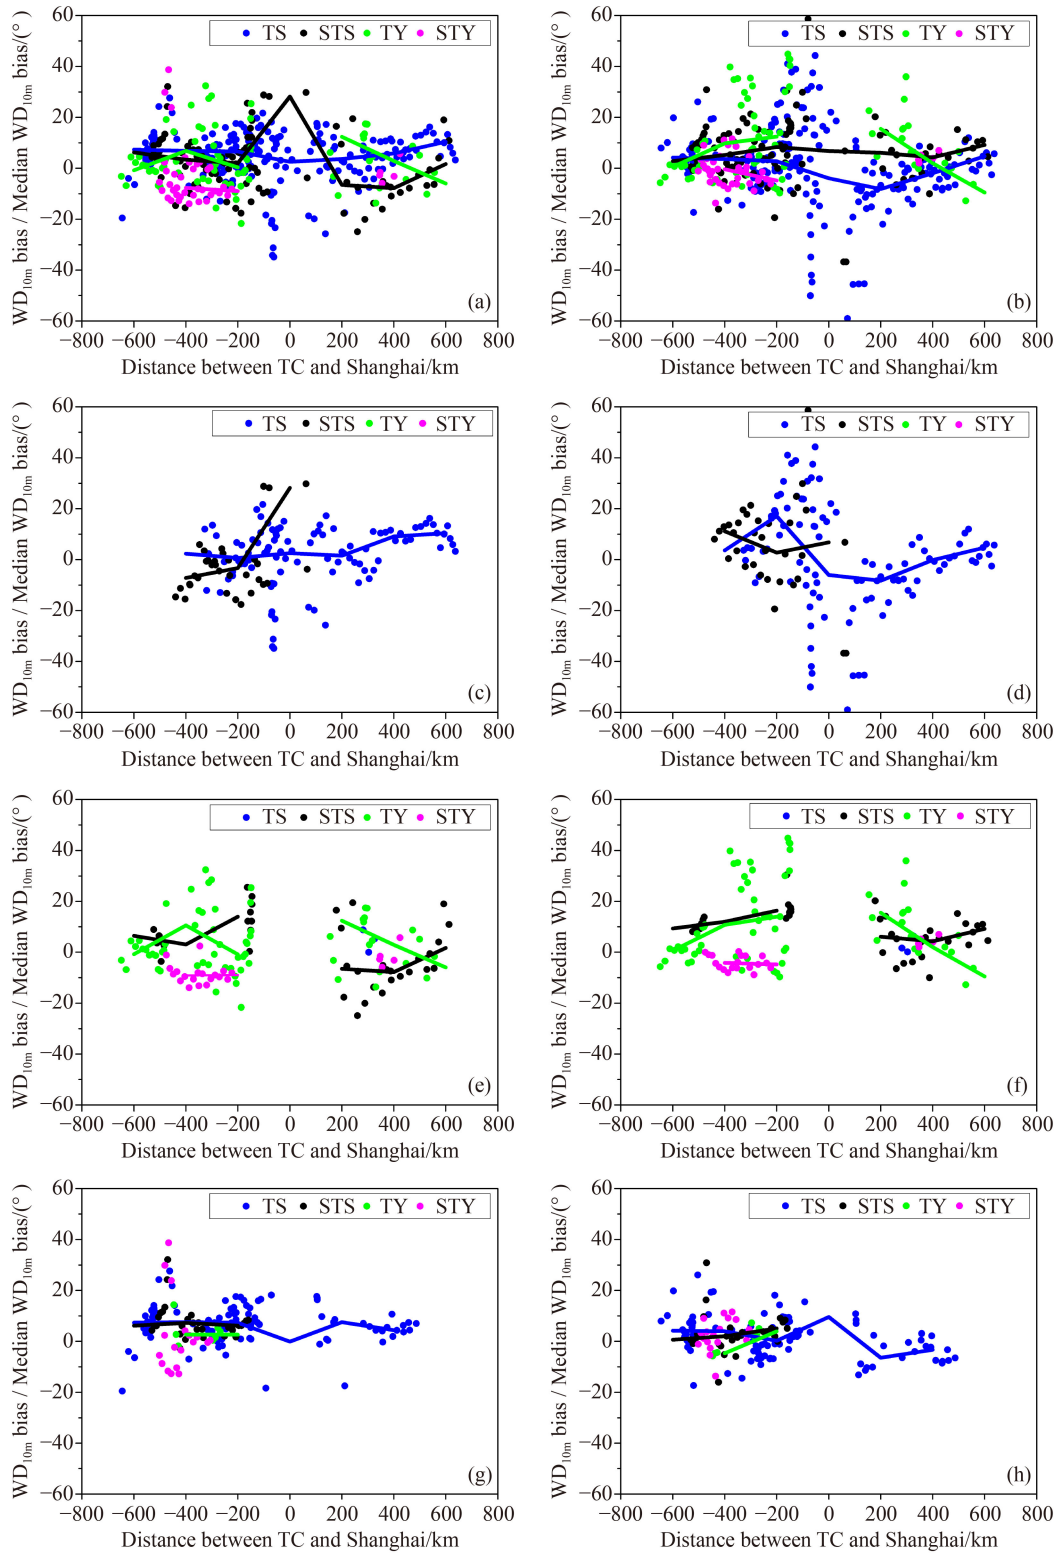 TS STS TY STY
60
40
20
0
−20
−40
−60
WD10m bias / Median WD10m bias/(° )
(a)
−800 −600 −400 −200 0 200 400 600 800
Distance between TC and Shanghai/km
TS STS TY STY
60
40
20
0
−20
−40
−60
WD10m bias / Median WD10m bias/(° )
(b)
−800 −600 −400 −200 0 200 400 600 800
Distance between TC and Shanghai/km
TS STS TY STY
60
40
20
0
−20
−40
−60
WD10m bias / Median WD10m bias/(° )
(c)
−800 −600 −400 −200 0 200 400 600 800
Distance between TC and Shanghai/km
TS STS TY STY
60
40
20
0
−20
−40
−60
WD10m bias / Median WD10m bias/(° )
(d)
−800 −600 −400 −200 0 200 400 600 800
Distance between TC and Shanghai/km
TS STS TY STY
60
40
20
0
−20
−40
−60
WD10m bias / Median WD10m bias/(° )
(e)
−800 −600 −400 −200 0 200 400 600 800
Distance between TC and Shanghai/km
TS STS TY STY
60
40
20
0
−20
−40
−60
WD10m bias / Median WD10m bias/(° )
(f)
−800 −600 −400 −200 0 200 400 600 800
Distance between TC and Shanghai/km
TS STS TY STY
60
40
20
0
−20
−40
−60
WD10m bias / Median WD10m bias/(° )
(g)
−800 −600 −400 −200 0 200 400 600 800
Distance between TC and Shanghai/km
TS STS TY STY
60
40
20
0
−20
−40
−60
WD10m bias / Median WD10m bias/(° )
(h)
−800 −600 −400 −200 0 200 400 600 800
Distance between TC and Shanghai/km